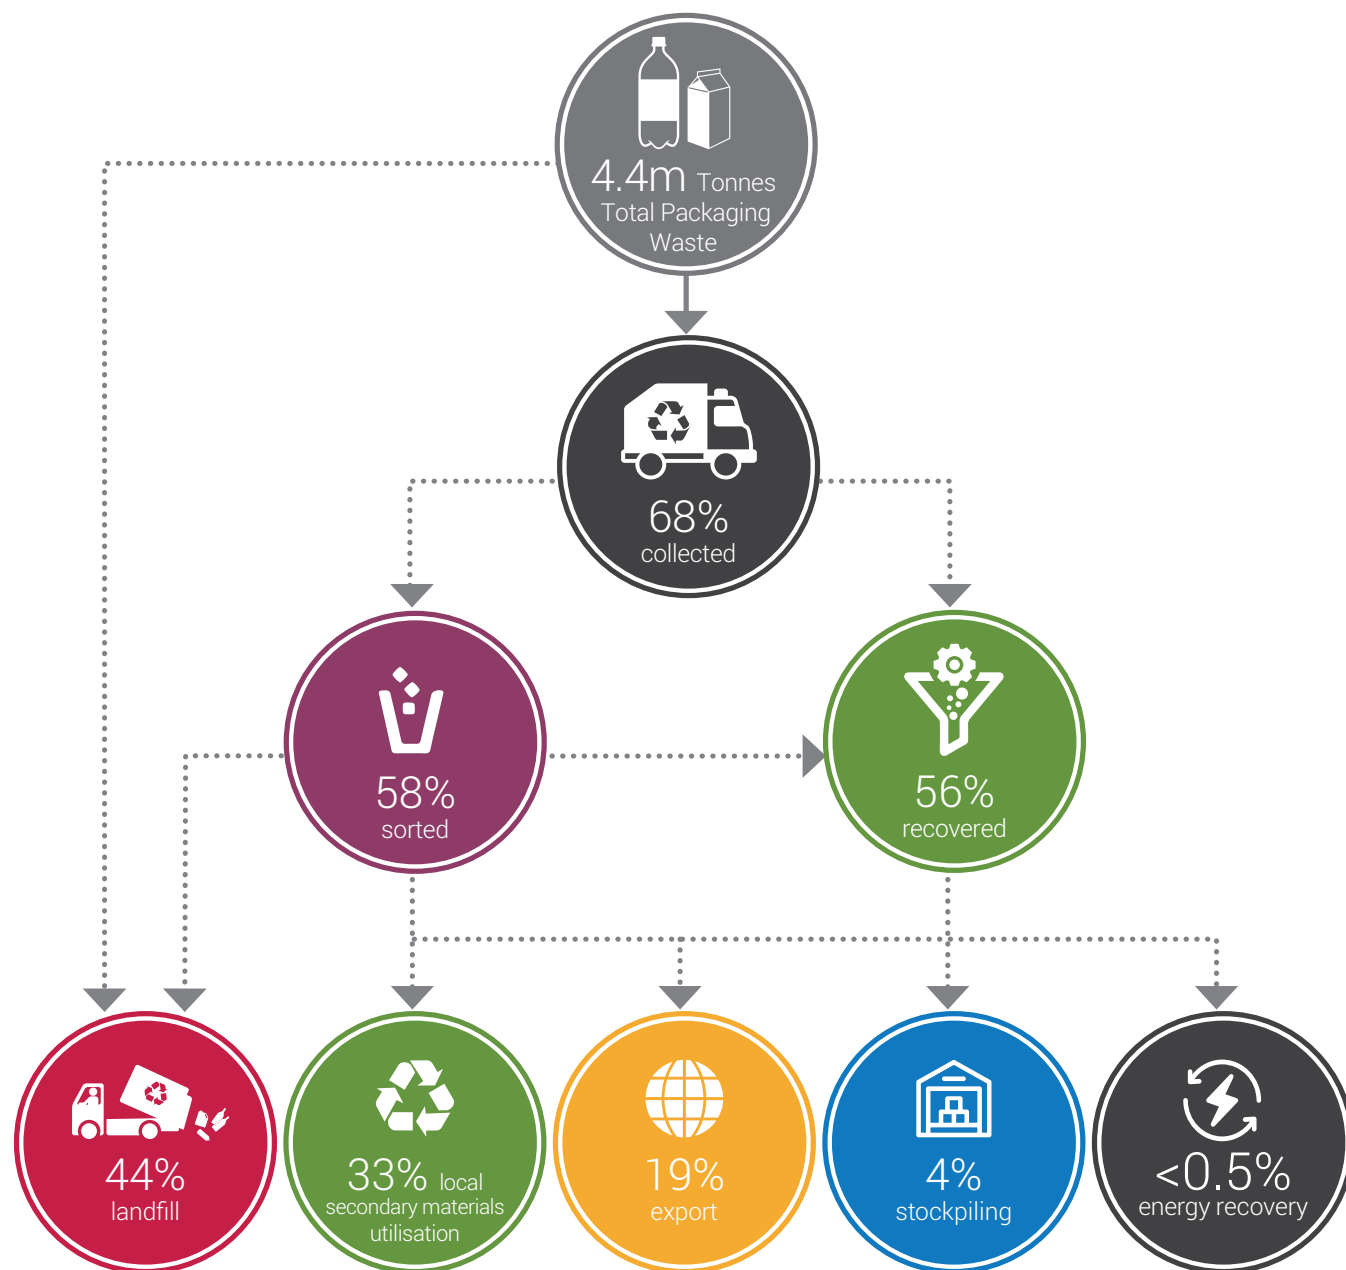 4.4m Tonnes
Total Packaging
Waste
68%
collected
58%
sorted
56%
recovered
44%
landfill
33% local
secondary materials
utilisation
19%
export
4%
stockpiling
<0.5%
energy recovery